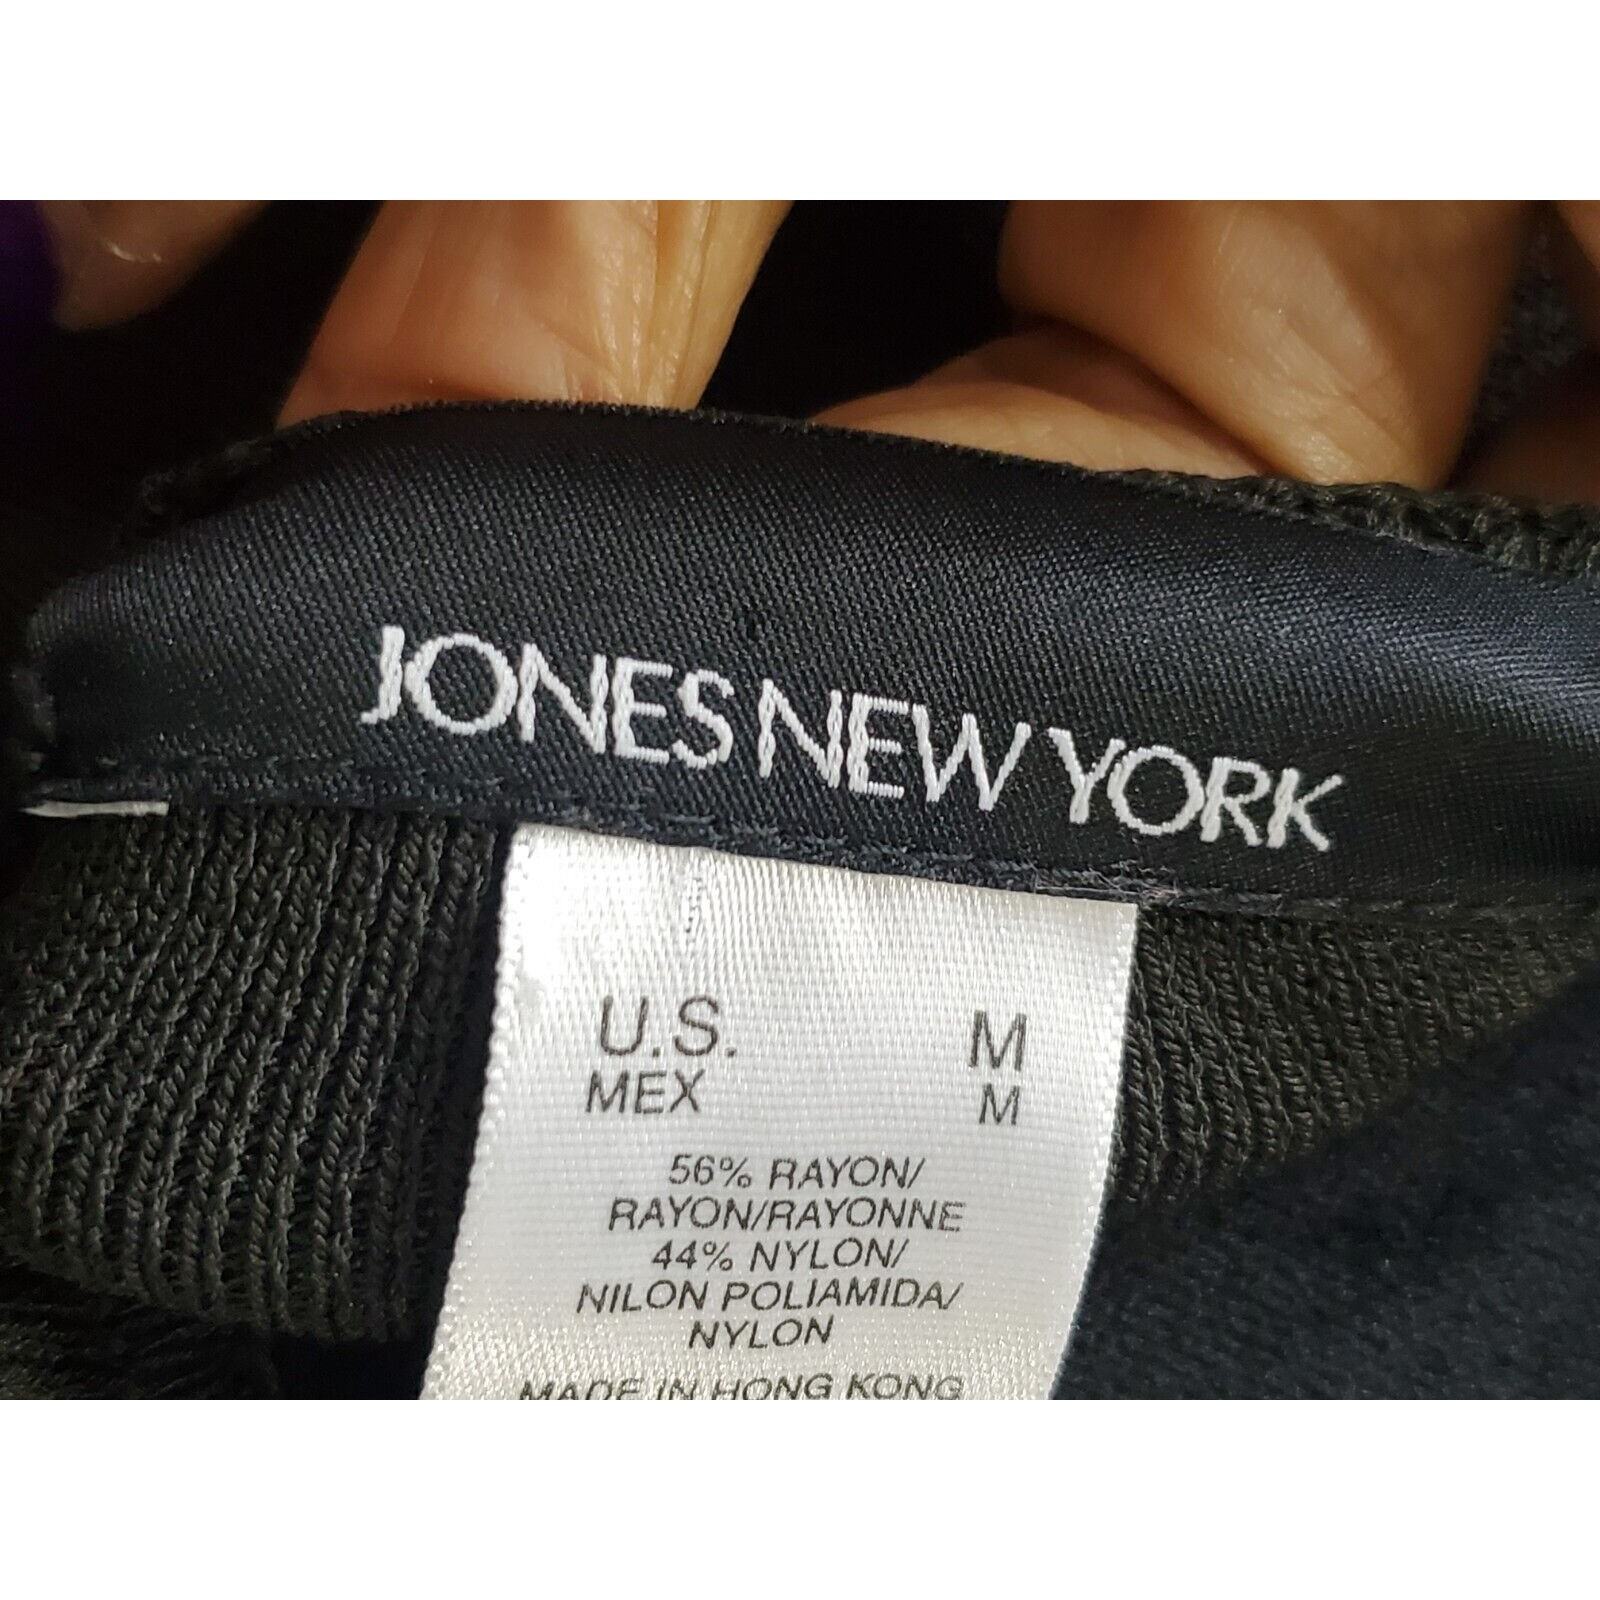 JONES NEW YORK
U.S. M
MEX M
56% RAYON/
RAYON/RAYONNE
44% NYLON/
NILON POLIAMIDA/
NYLON
MADE IN HONG KONG